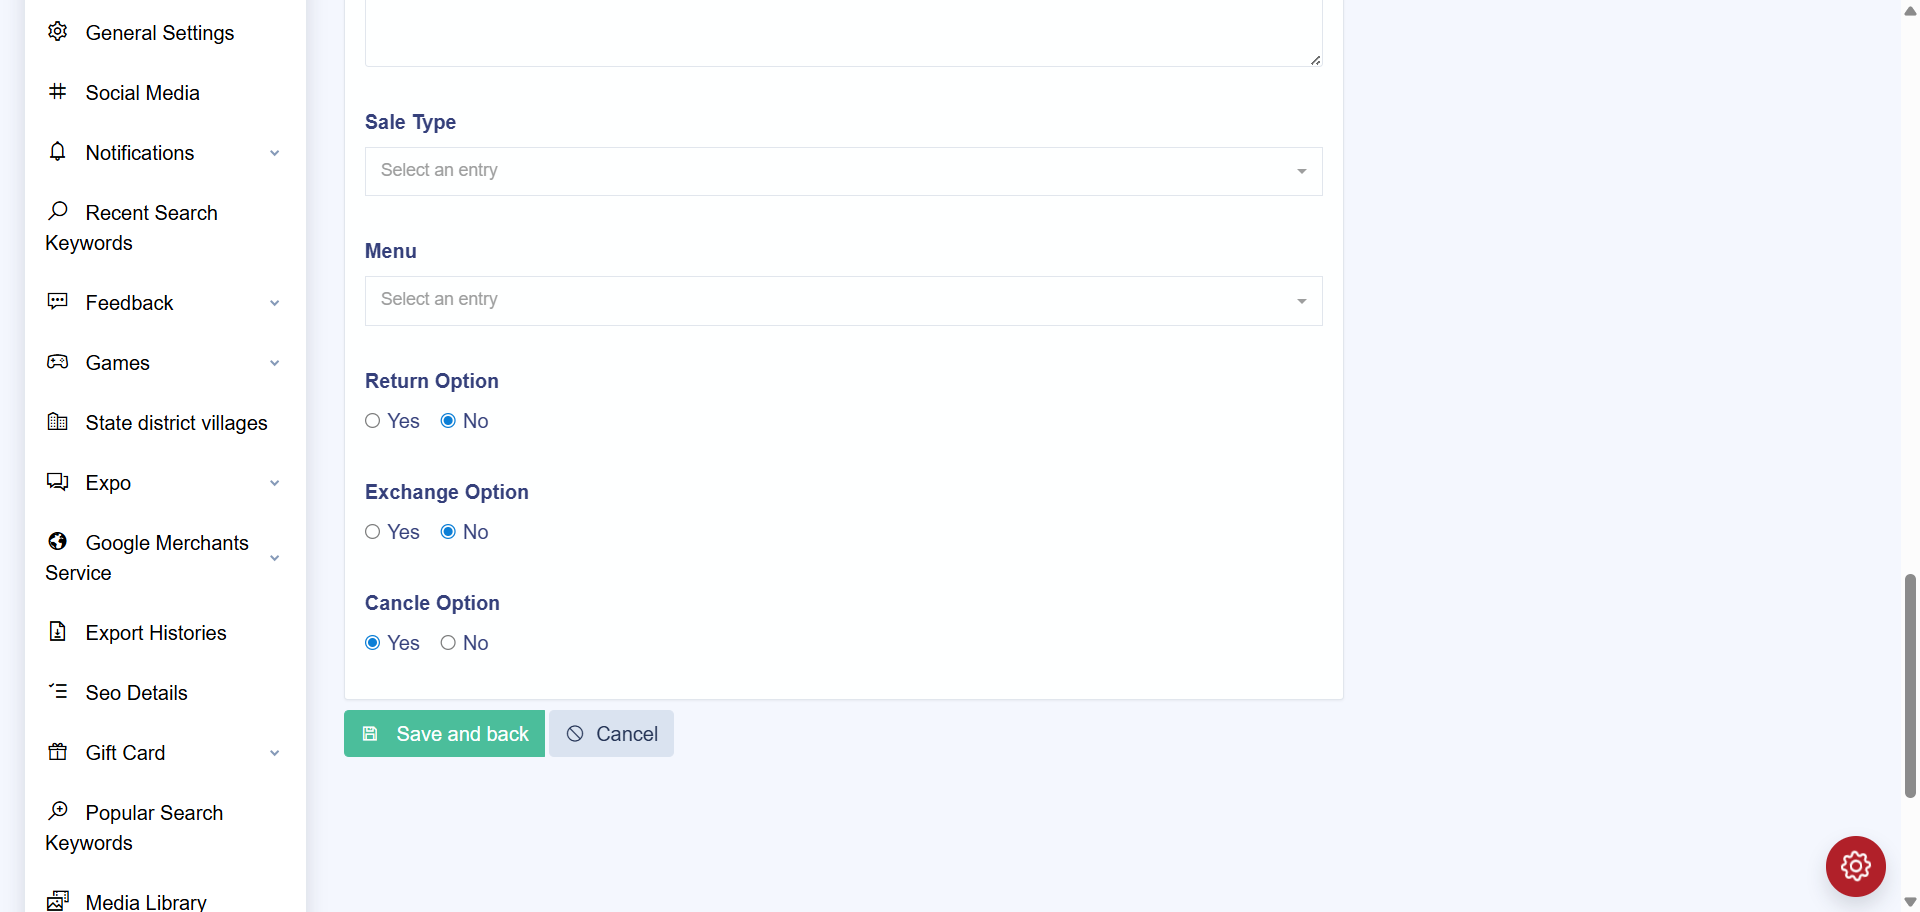 General Settings
Social Media
Notifications
Recent Search
Keywords
Feedback
Games
State district villages
Expo
Google Merchants
Service
Export Histories
Seo Details
Gift Card
Popular Search
Keywords
Media Library
Sale Type
Select an entry
Menu
Select an entry
Return Option
Yes No
Exchange Option
Yes No
Cancle Option
Yes No
Save and back Cancel